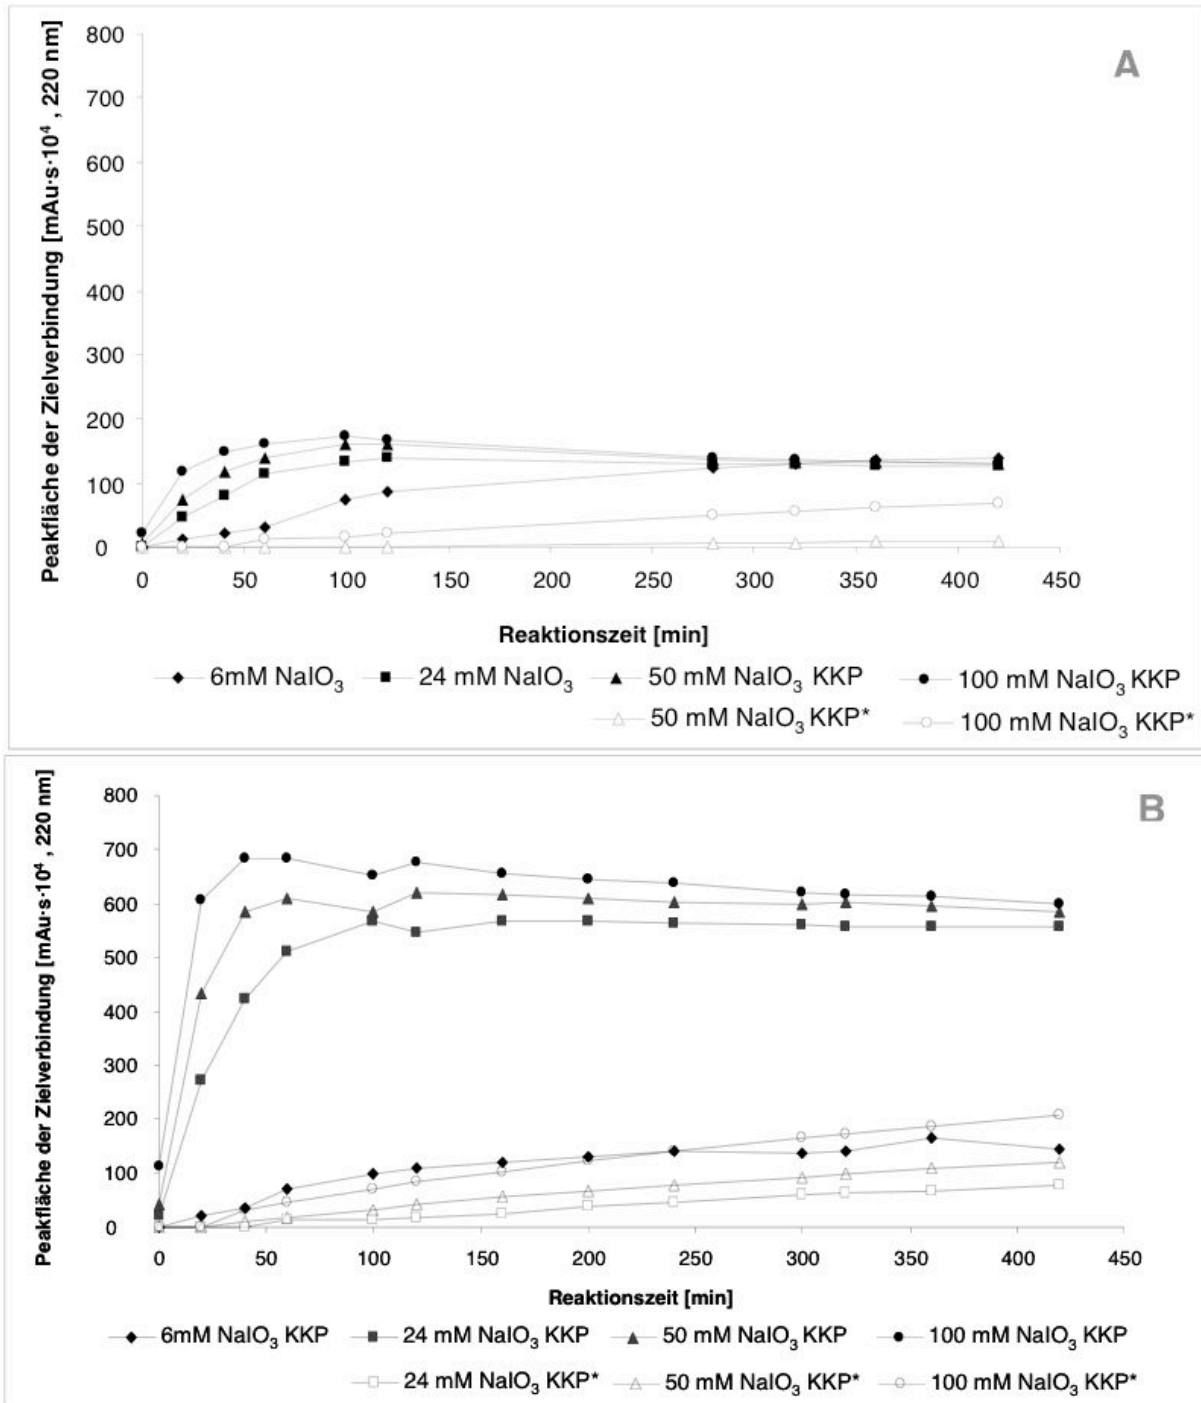 A
Peakfläche der Zielverbindung [mAu·s·10⁴ , 220 nm]
800
700
600
500
400
300
200
100
0
0 50 100 150 200 250 300 350 400 450
Reaktionszeit [min]
6mM NaIO₃ 24 mM NaIO₃ 50 mM NaIO₃ KKP 100 mM NaIO₃ KKP
50 mM NaIO₃ KKP* 100 mM NaIO₃ KKP*
B
Peakfläche der Zielverbindung [mAu·s·10⁴ , 220 nm]
800
700
600
500
400
300
200
100
0
0 50 100 150 200 250 300 350 400 450
Reaktionszeit [min]
6mM NaIO₃ KKP 24 mM NaIO₃ KKP 50 mM NaIO₃ KKP 100 mM NaIO₃ KKP
24 mM NaIO₃ KKP* 50 mM NaIO₃ KKP* 100 mM NaIO₃ KKP*